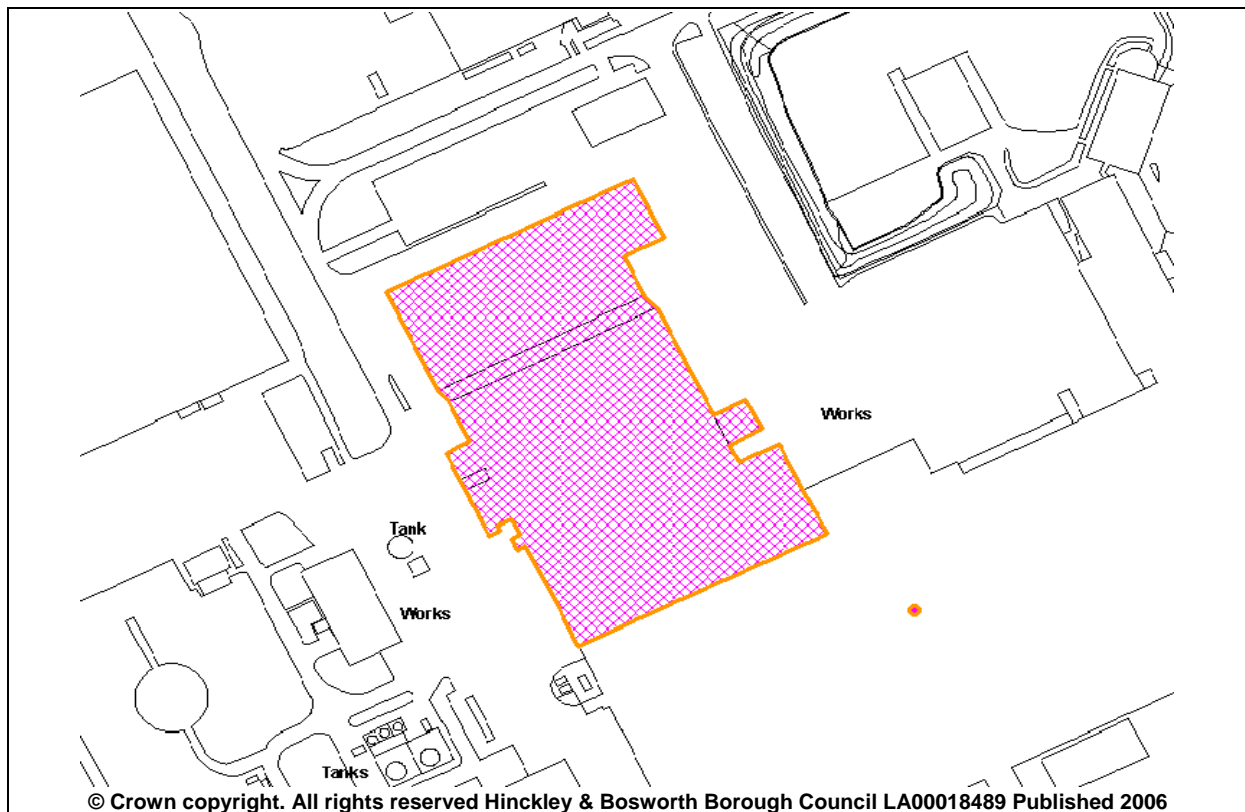 Works
Tank
Works
Tanks
© Crown copyright. All rights reserved Hinckley & Bosworth Borough Council LA00018489 Published 2006